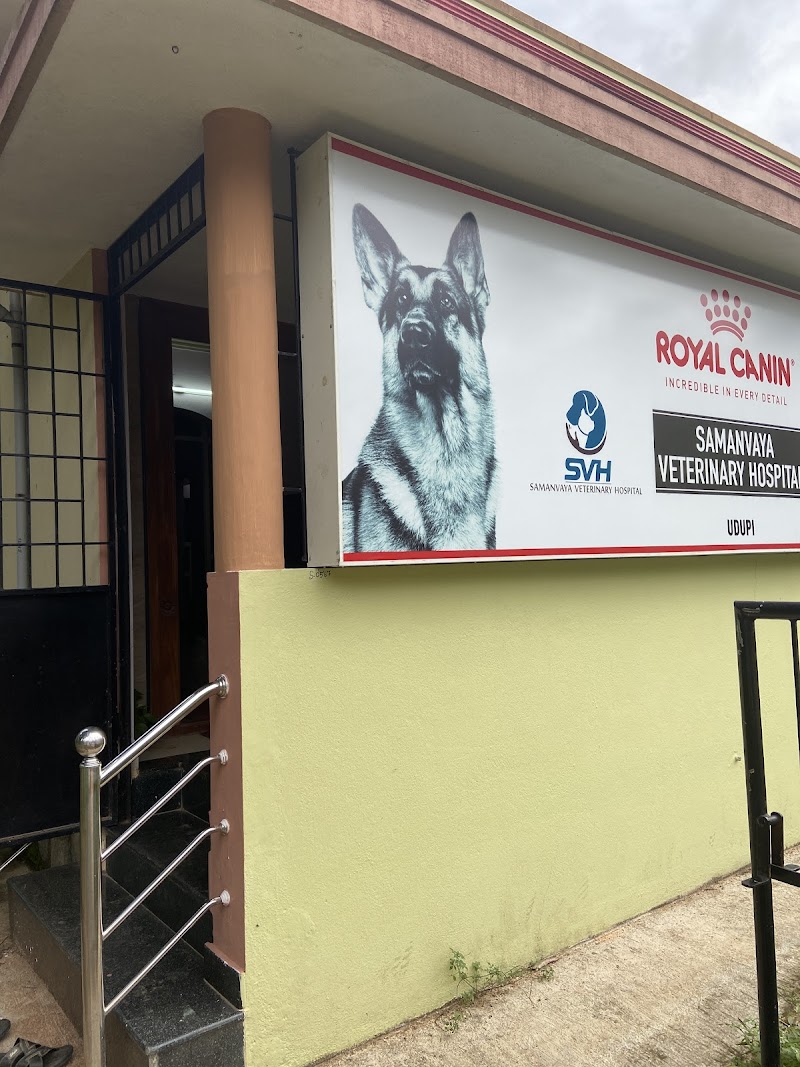 ROYAL CANIN®
INCREDIBLE IN EVERY DETAIL
SVH
SAMANVAYA VETERINARY HOSPITAL
SAMANVAYA
VETERINARY HOSPITAL
UDUPI